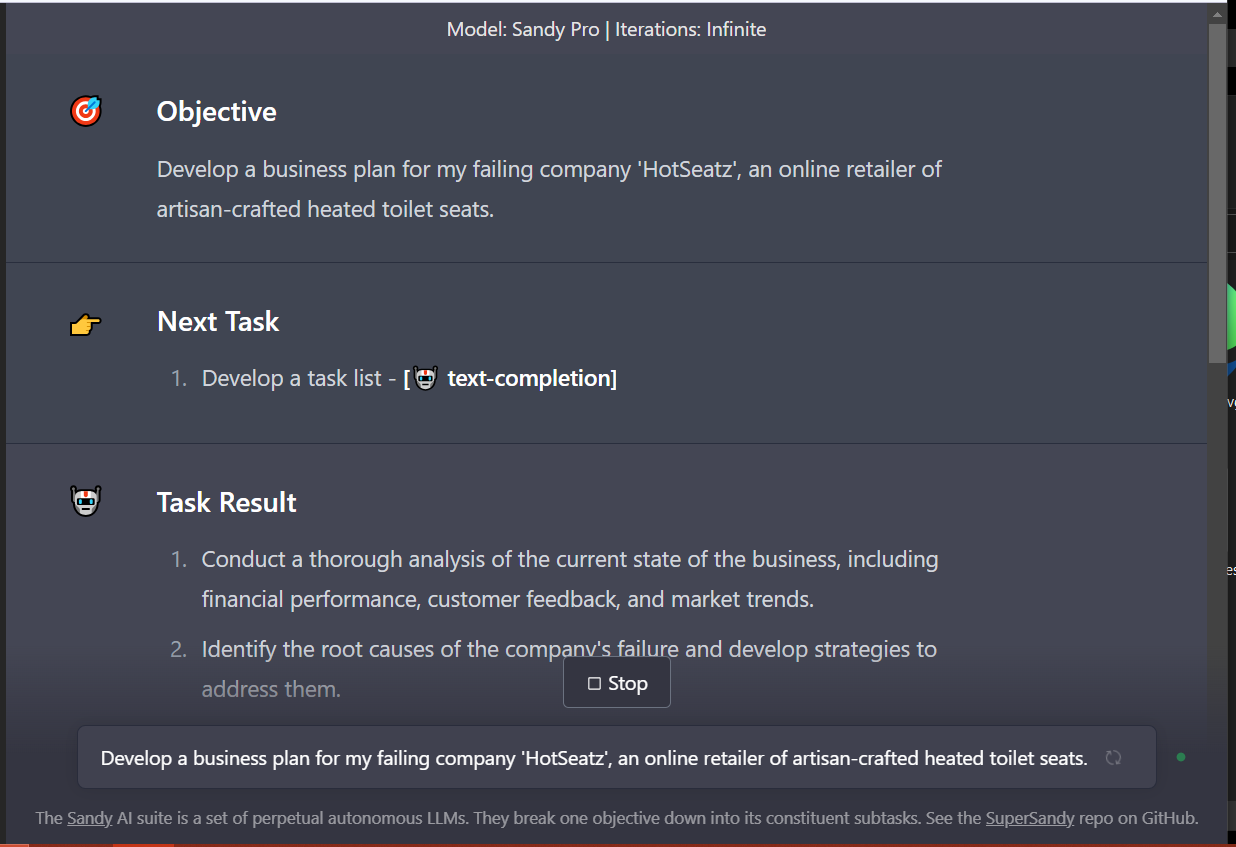 Model: Sandy Pro | Iterations: Infinite
Objective
Develop a business plan for my failing company 'HotSeatz', an online retailer of
artisan-crafted heated toilet seats.
Next Task
1. Develop a task list - [🤖 text-completion]
Task Result
1. Conduct a thorough analysis of the current state of the business, including
financial performance, customer feedback, and market trends.
2. Identify the root causes of the company's failure and develop strategies to
address them.
Stop
Develop a business plan for my failing company 'HotSeatz', an online retailer of artisan-crafted heated toilet seats.
The Sandy AI suite is a set of perpetual autonomous LLMs. They break one objective down into its constituent subtasks. See the SuperSandy repo on GitHub.